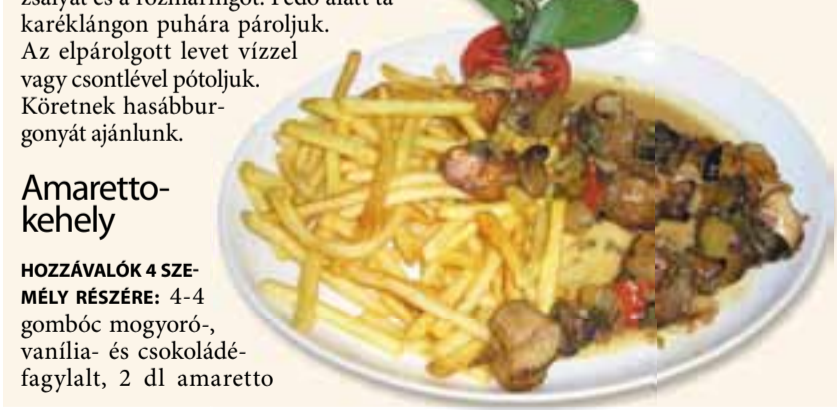 zsályát és a rozmaringot. Fedő alatt ta-
karéklángon puhára pároljuk.
Az elpárolgott levet vízzel
vagy csontlével pótoljuk.
Köretnek hasábbur-
gonyát ajánlunk.
Amaretto-
kehely
HOZZÁVALÓK 4 SZE-
MÉLY RÉSZÉRE: 4-4
gombóc mogyoró-,
vanília- és csokoládé-
fagylalt, 2 dl amaretto